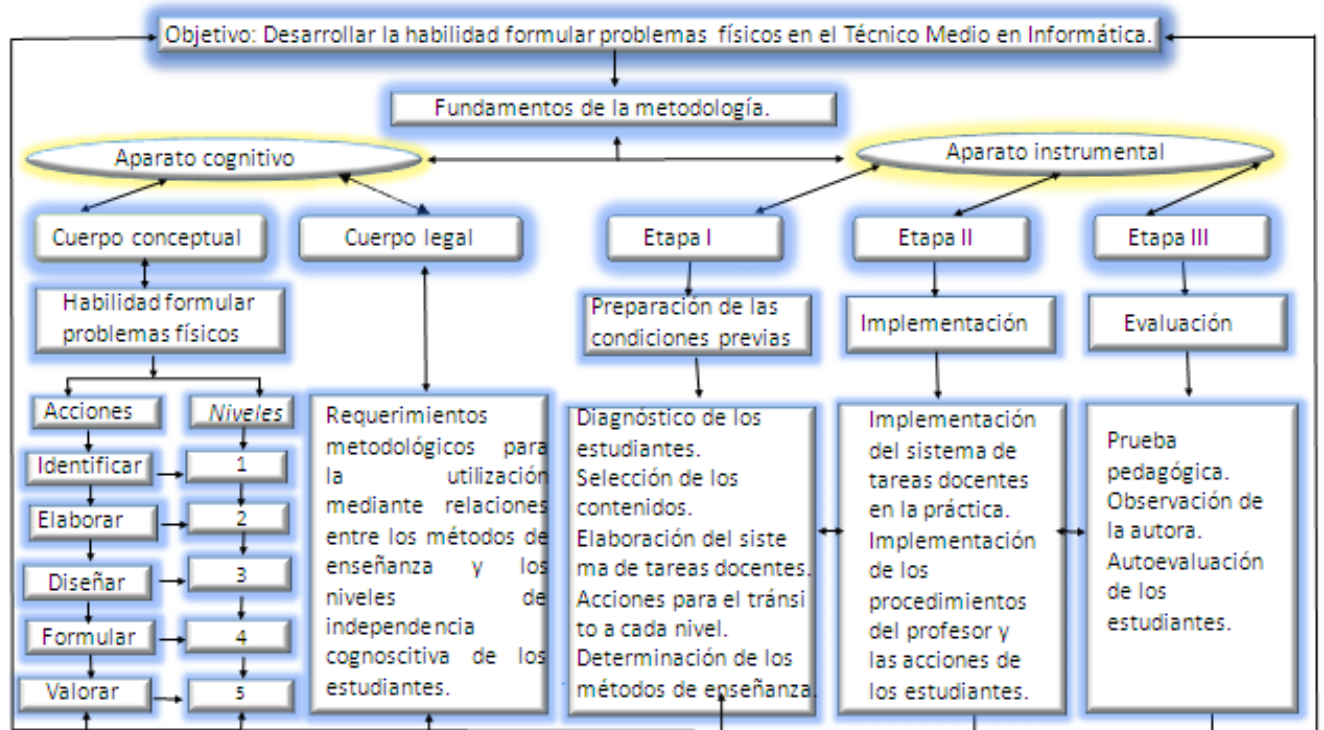 Objetivo: Desarrollar la habilidad formular problemas físicos en el Técnico Medio en Informática.
Fundamentos de la metodología.
Aparato cognitivo
Aparato instrumental
Cuerpo conceptual
Cuerpo legal
Etapa I
Etapa II
Etapa III
Habilidad formular
problemas físicos
Preparación de las
condiciones previas
Implementación
Evaluación
Acciones
Niveles
Identificar
1
Elaborar
2
Diseñar
3
Formular
4
Valorar
5
Requerimientos
metodológicos para
la utilización
mediante relaciones
entre los métodos de
enseñanza y los
niveles de
independencia
cognoscitiva de los
estudiantes.
Diagnóstico de los
estudiantes.
Selección de los
contenidos.
Elaboración del siste
ma de tareas docentes.
Acciones para el tránsi
to a cada nivel.
Determinación de los
métodos de enseñanza.
Implementación
del sistema de
tareas docentes
en la práctica.
Implementación
de los
procedimientos
del profesor y
las acciones de
los estudiantes.
Prueba
pedagógica.
Observación de
la autora.
Autoevaluación
de los
estudiantes.